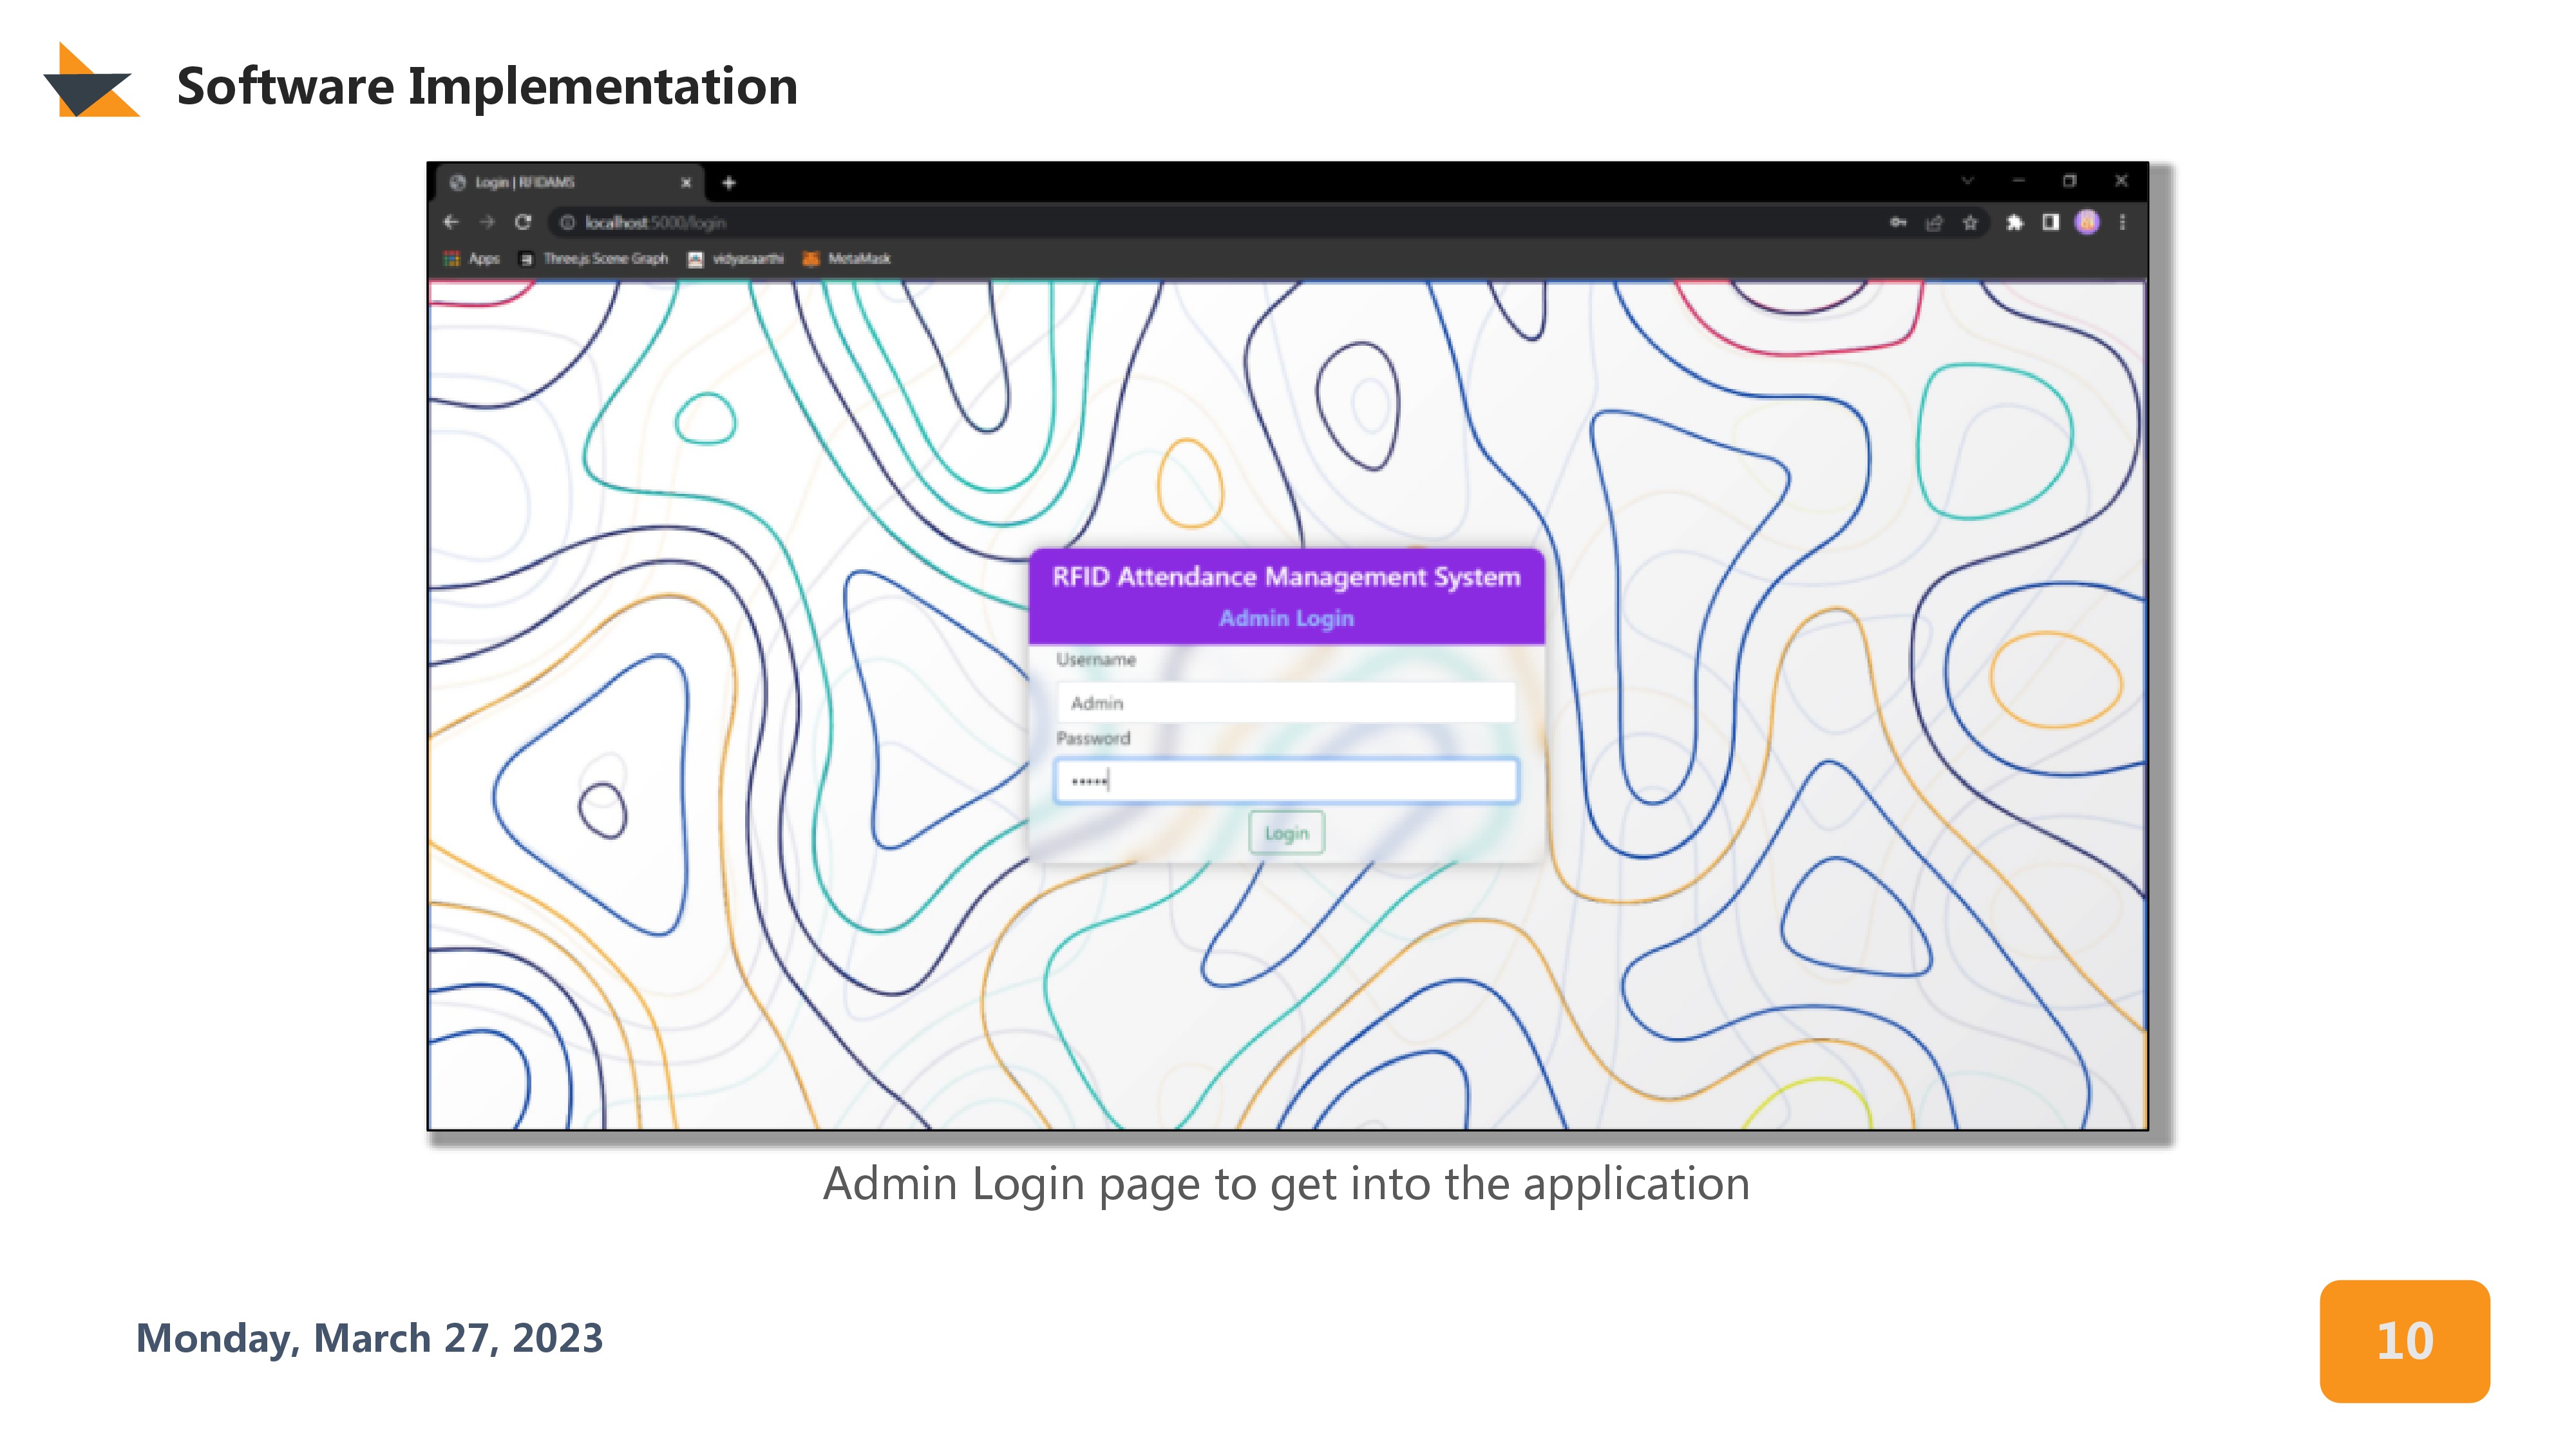 Software Implementation
Login | RFIDAMS
localhost:5000/login
Apps Three.js Scene Graph vidyasaarthi MetaMask
RFID Attendance Management System
Admin Login
Username
Admin
Password
•••••
Login
Admin Login page to get into the application
Monday, March 27, 2023
10